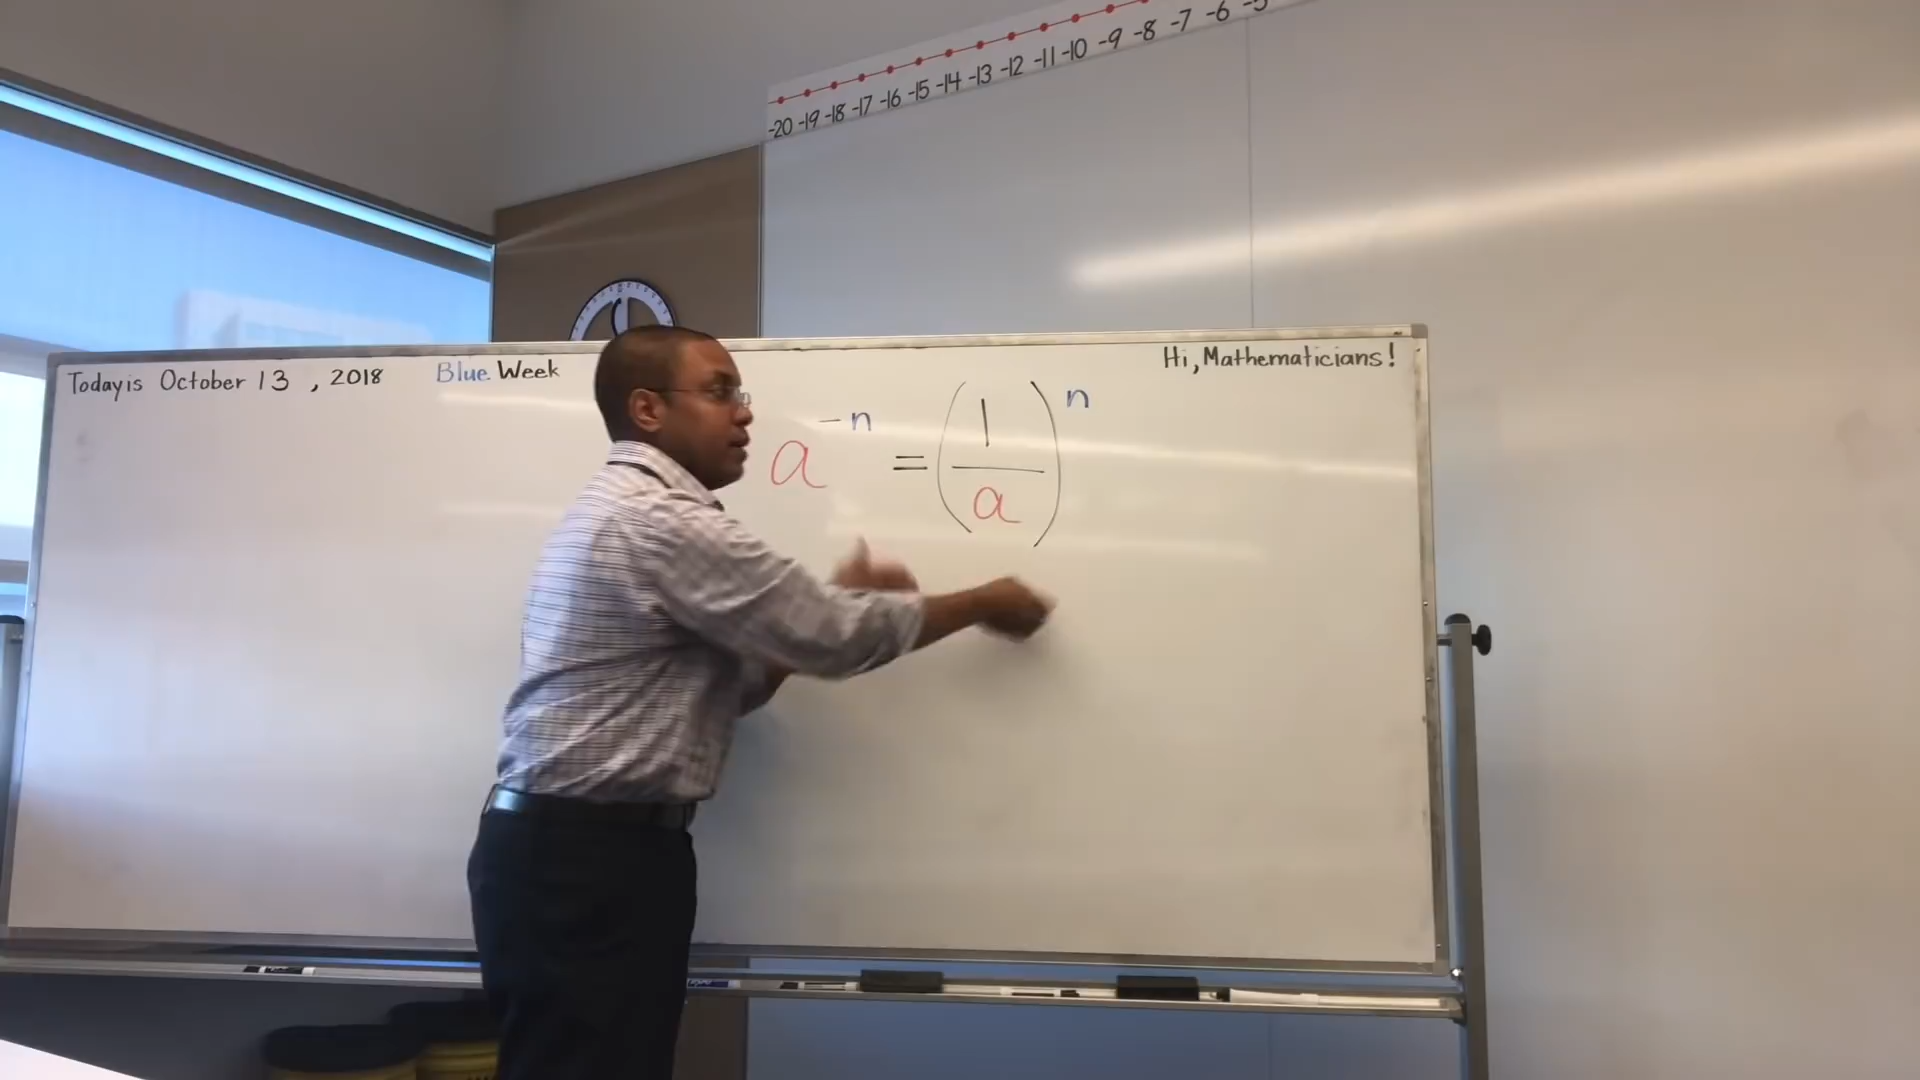 -20 -19 -18 -17 -16 -15 -14 -13 -12 -11 -10 -9 -8 -7 -6 -5
Today is October 13 , 2018 Blue Week Hi, Mathematicians!
a^{-n} = (1/a)^n